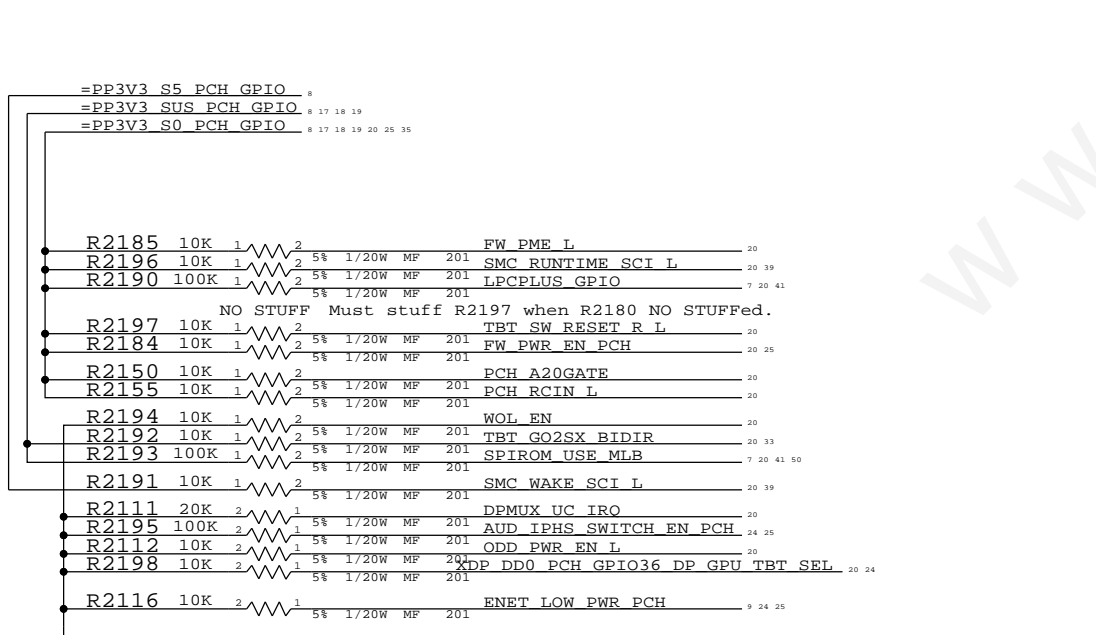 =PP3V3_S5_PCH_GPIO 8
=PP3V3_SUS_PCH_GPIO 8 17 18 19
=PP3V3_S0_PCH_GPIO 8 17 18 19 20 25 35
R2185 10K 1 2 5% 1/20W MF 201 FW_PME_L 20
R2196 10K 1 2 5% 1/20W MF 201 SMC_RUNTIME_SCI_L 20 39
R2190 100K 1 2 5% 1/20W MF 201 LPCPLUS_GPIO 7 20 41
NO STUFF Must stuff R2197 when R2180 NO STUFFed.
R2197 10K 1 2 5% 1/20W MF 201 TBT_SW_RESET_R_L 20
R2184 10K 1 2 5% 1/20W MF 201 FW_PWR_EN_PCH 20 25
R2150 10K 1 2 5% 1/20W MF 201 PCH_A20GATE 20
R2155 10K 1 2 5% 1/20W MF 201 PCH_RCIN_L 20
R2194 10K 1 2 5% 1/20W MF 201 WOL_EN 20
R2192 10K 1 2 5% 1/20W MF 201 TBT_GO2SX_BIDIR 20 33
R2193 100K 1 2 5% 1/20W MF 201 SPIROM_USE_MLB 7 20 41 50
R2191 10K 1 2 5% 1/20W MF 201 SMC_WAKE_SCI_L 20 39
R2111 20K 2 1 5% 1/20W MF 201 DPMUX_UC_IRQ 20
R2195 100K 2 1 5% 1/20W MF 201 AUD_IPHS_SWITCH_EN_PCH 24 25
R2112 10K 2 1 5% 1/20W MF 201 ODD_PWR_EN_L 20
R2198 10K 2 1 5% 1/20W MF 201 XDP_DD0_PCH_GPIO36_DP_GPU_TBT_SEL 20 24
R2116 10K 2 1 5% 1/20W MF 201 ENET_LOW_PWR_PCH 9 24 25
w w